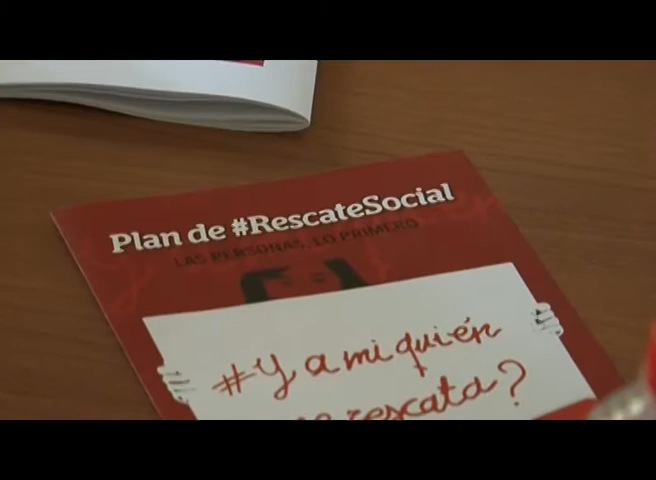 Plan de #RescateSocial
LAS PERSONAS, LO PRIMERO
#Y a mi quién
rescata?